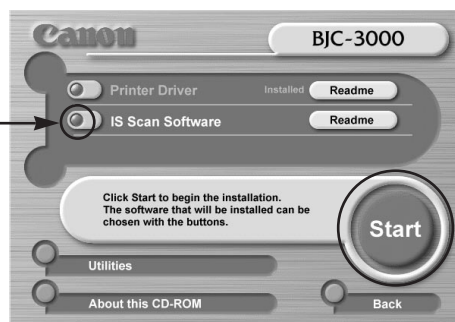 Canon
BJC-3000
Printer Driver Installed Readme
IS Scan Software Readme
Click Start to begin the installation.
The software that will be installed can be
chosen with the buttons.
Start
Utilities
About this CD-ROM
Back